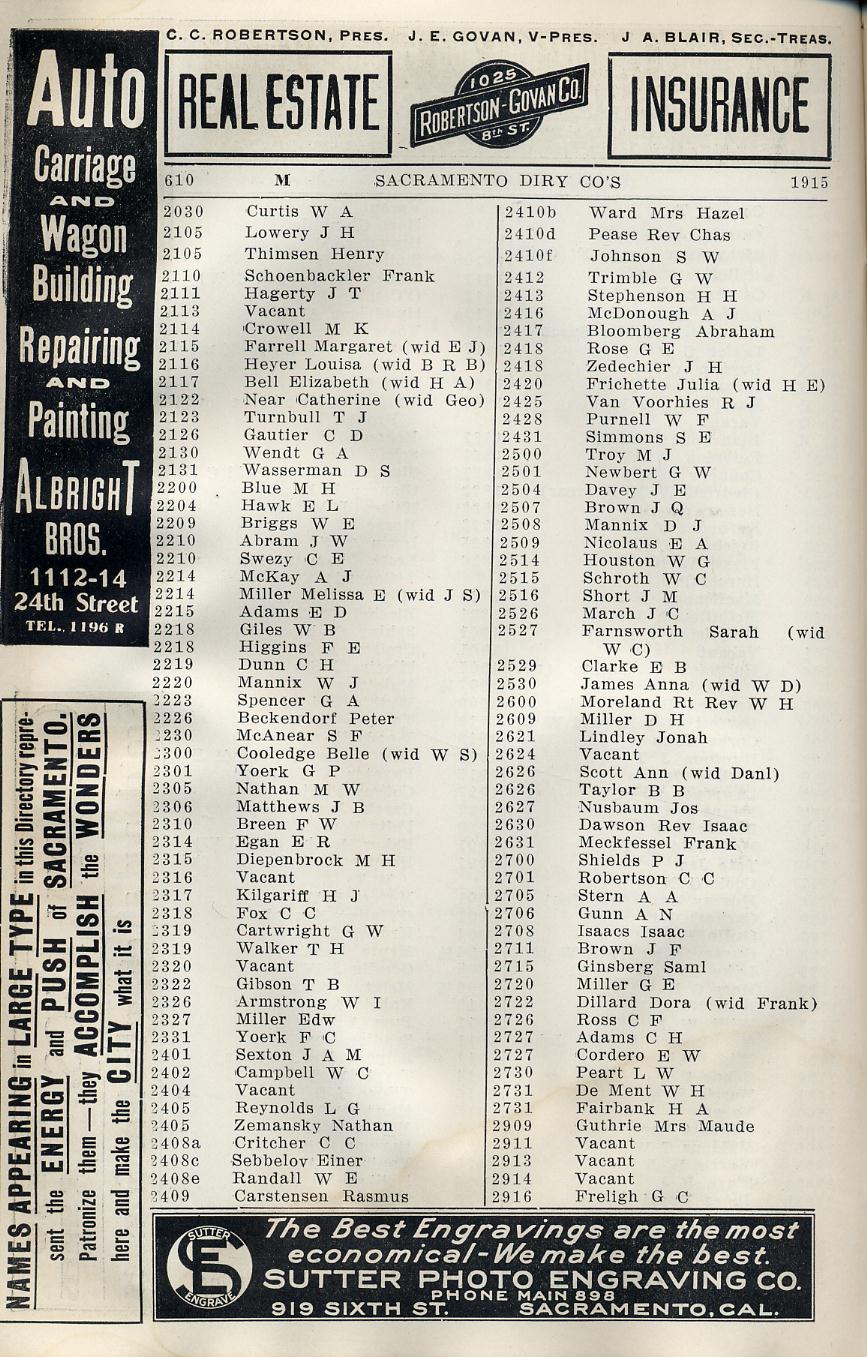 C. C. ROBERTSON, PRES. J. E. GOVAN, V-PRES. J A. BLAIR, SEC.-TREAS.
REAL ESTATE
1025
ROBERTSON-GOVAN CO.
8TH ST.
INSURANCE
610 M SACRAMENTO DIRY CO'S 1915
2030 Curtis W A
2105 Lowery J H
2105 Thimsen Henry
2110 Schoenbackler Frank
2111 Hagerty J T
2113 Vacant
2114 Crowell M K
2115 Farrell Margaret (wid E J)
2116 Heyer Louisa (wid B R B)
2117 Bell Elizabeth (wid H A)
2122 Near Catherine (wid Geo)
2123 Turnbull T J
2126 Gautier C D
2130 Wendt G A
2131 Wasserman D S
2200 Blue M H
2204 Hawk E L
2209 Briggs W E
2210 Abram J W
2210 Swezy C E
2214 McKay A J
2214 Miller Melissa E (wid J S)
2215 Adams E D
2218 Giles W B
2218 Higgins F E
2219 Dunn C H
2220 Mannix W J
2223 Spencer G A
2226 Beckendorf Peter
2230 McAnear S F
2300 Cooledge Belle (wid W S)
2301 Yoerk G P
2305 Nathan M W
2306 Matthews J B
2310 Breen F W
2314 Egan E R
2315 Diepenbrock M H
2316 Vacant
2317 Kilgariff H J
2318 Fox C C
2319 Cartwright G W
2319 Walker T H
2320 Vacant
2322 Gibson T B
2326 Armstrong W I
2327 Miller Edw
2331 Yoerk F C
2401 Sexton J A M
2402 Campbell W C
2404 Vacant
2405 Reynolds L G
2405 Zemansky Nathan
2408a Critcher C C
2408c Sebbelov Einer
2408e Randall W E
2409 Carstensen Rasmus
2410b Ward Mrs Hazel
2410d Pease Rev Chas
2410f Johnson S W
2412 Trimble G W
2413 Stephenson H H
2416 McDonough A J
2417 Bloomberg Abraham
2418 Rose G E
2418 Zedechier J H
2420 Frichette Julia (wid H E)
2425 Van Voorhies R J
2428 Purnell W F
2431 Simmons S E
2500 Troy M J
2501 Newbert G W
2504 Davey J E
2507 Brown J Q
2508 Mannix D J
2509 Nicolaus E A
2514 Houston W G
2515 Schroth W C
2516 Short J M
2526 March J C
2527 Farnsworth Sarah (wid
W C)
2529 Clarke E B
2530 James Anna (wid W D)
2600 Moreland Rt Rev W H
2609 Miller D H
2621 Lindley Jonah
2624 Vacant
2626 Scott Ann (wid Danl)
2626 Taylor B B
2627 Nusbaum Jos
2630 Dawson Rev Isaac
2631 Meckfessel Frank
2700 Shields P J
2701 Robertson C C
2705 Stern A A
2706 Gunn A N
2708 Isaacs Isaac
2711 Brown J F
2715 Ginsberg Saml
2720 Miller G E
2722 Dillard Dora (wid Frank)
2726 Ross C F
2727 Adams C H
2727 Cordero E W
2730 Peart L W
2731 De Ment W H
2731 Fairbank H A
2909 Guthrie Mrs Maude
2911 Vacant
2913 Vacant
2914 Vacant
2916 Freligh G C
Auto
Carriage
AND
Wagon
Building
Repairing
AND
Painting
ALBRIGHT
BROS.
1112-14
24th Street
TEL. 1196 R
NAMES APPEARING in LARGE TYPE in this Directory repre-
sent the ENERGY and PUSH of SACRAMENTO.
Patronize them — they ACCOMPLISH the WONDERS
here and make the CITY what it is
SUTTER
SE
ENGRAVE
The Best Engravings are the most
economical-We make the best.
SUTTER PHOTO ENGRAVING CO.
PHONE MAIN 898
919 SIXTH ST. SACRAMENTO, CAL.